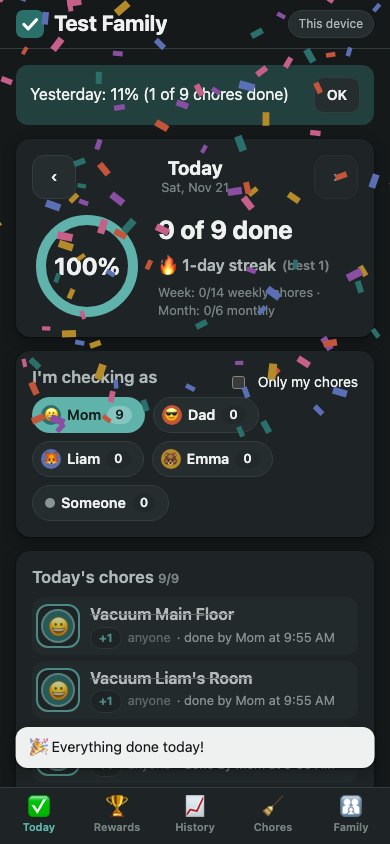 Test Family
This device
Yesterday: 11% (1 of 9 chores done)
OK
Today
Sat, Nov 21
100%
9 of 9 done
🔥 1-day streak (best 1)
Week: 0/14 weekly chores ·
Month: 0/6 monthly
I'm checking as
Only my chores
Mom 9
Dad 0
Liam 0
Emma 0
Someone 0
Today's chores 9/9
Vacuum Main Floor
+1 anyone · done by Mom at 9:55 AM
Vacuum Liam's Room
+1 anyone · done by Mom at 9:55 AM
🎉 Everything done today!
Today
Rewards
History
Chores
Family